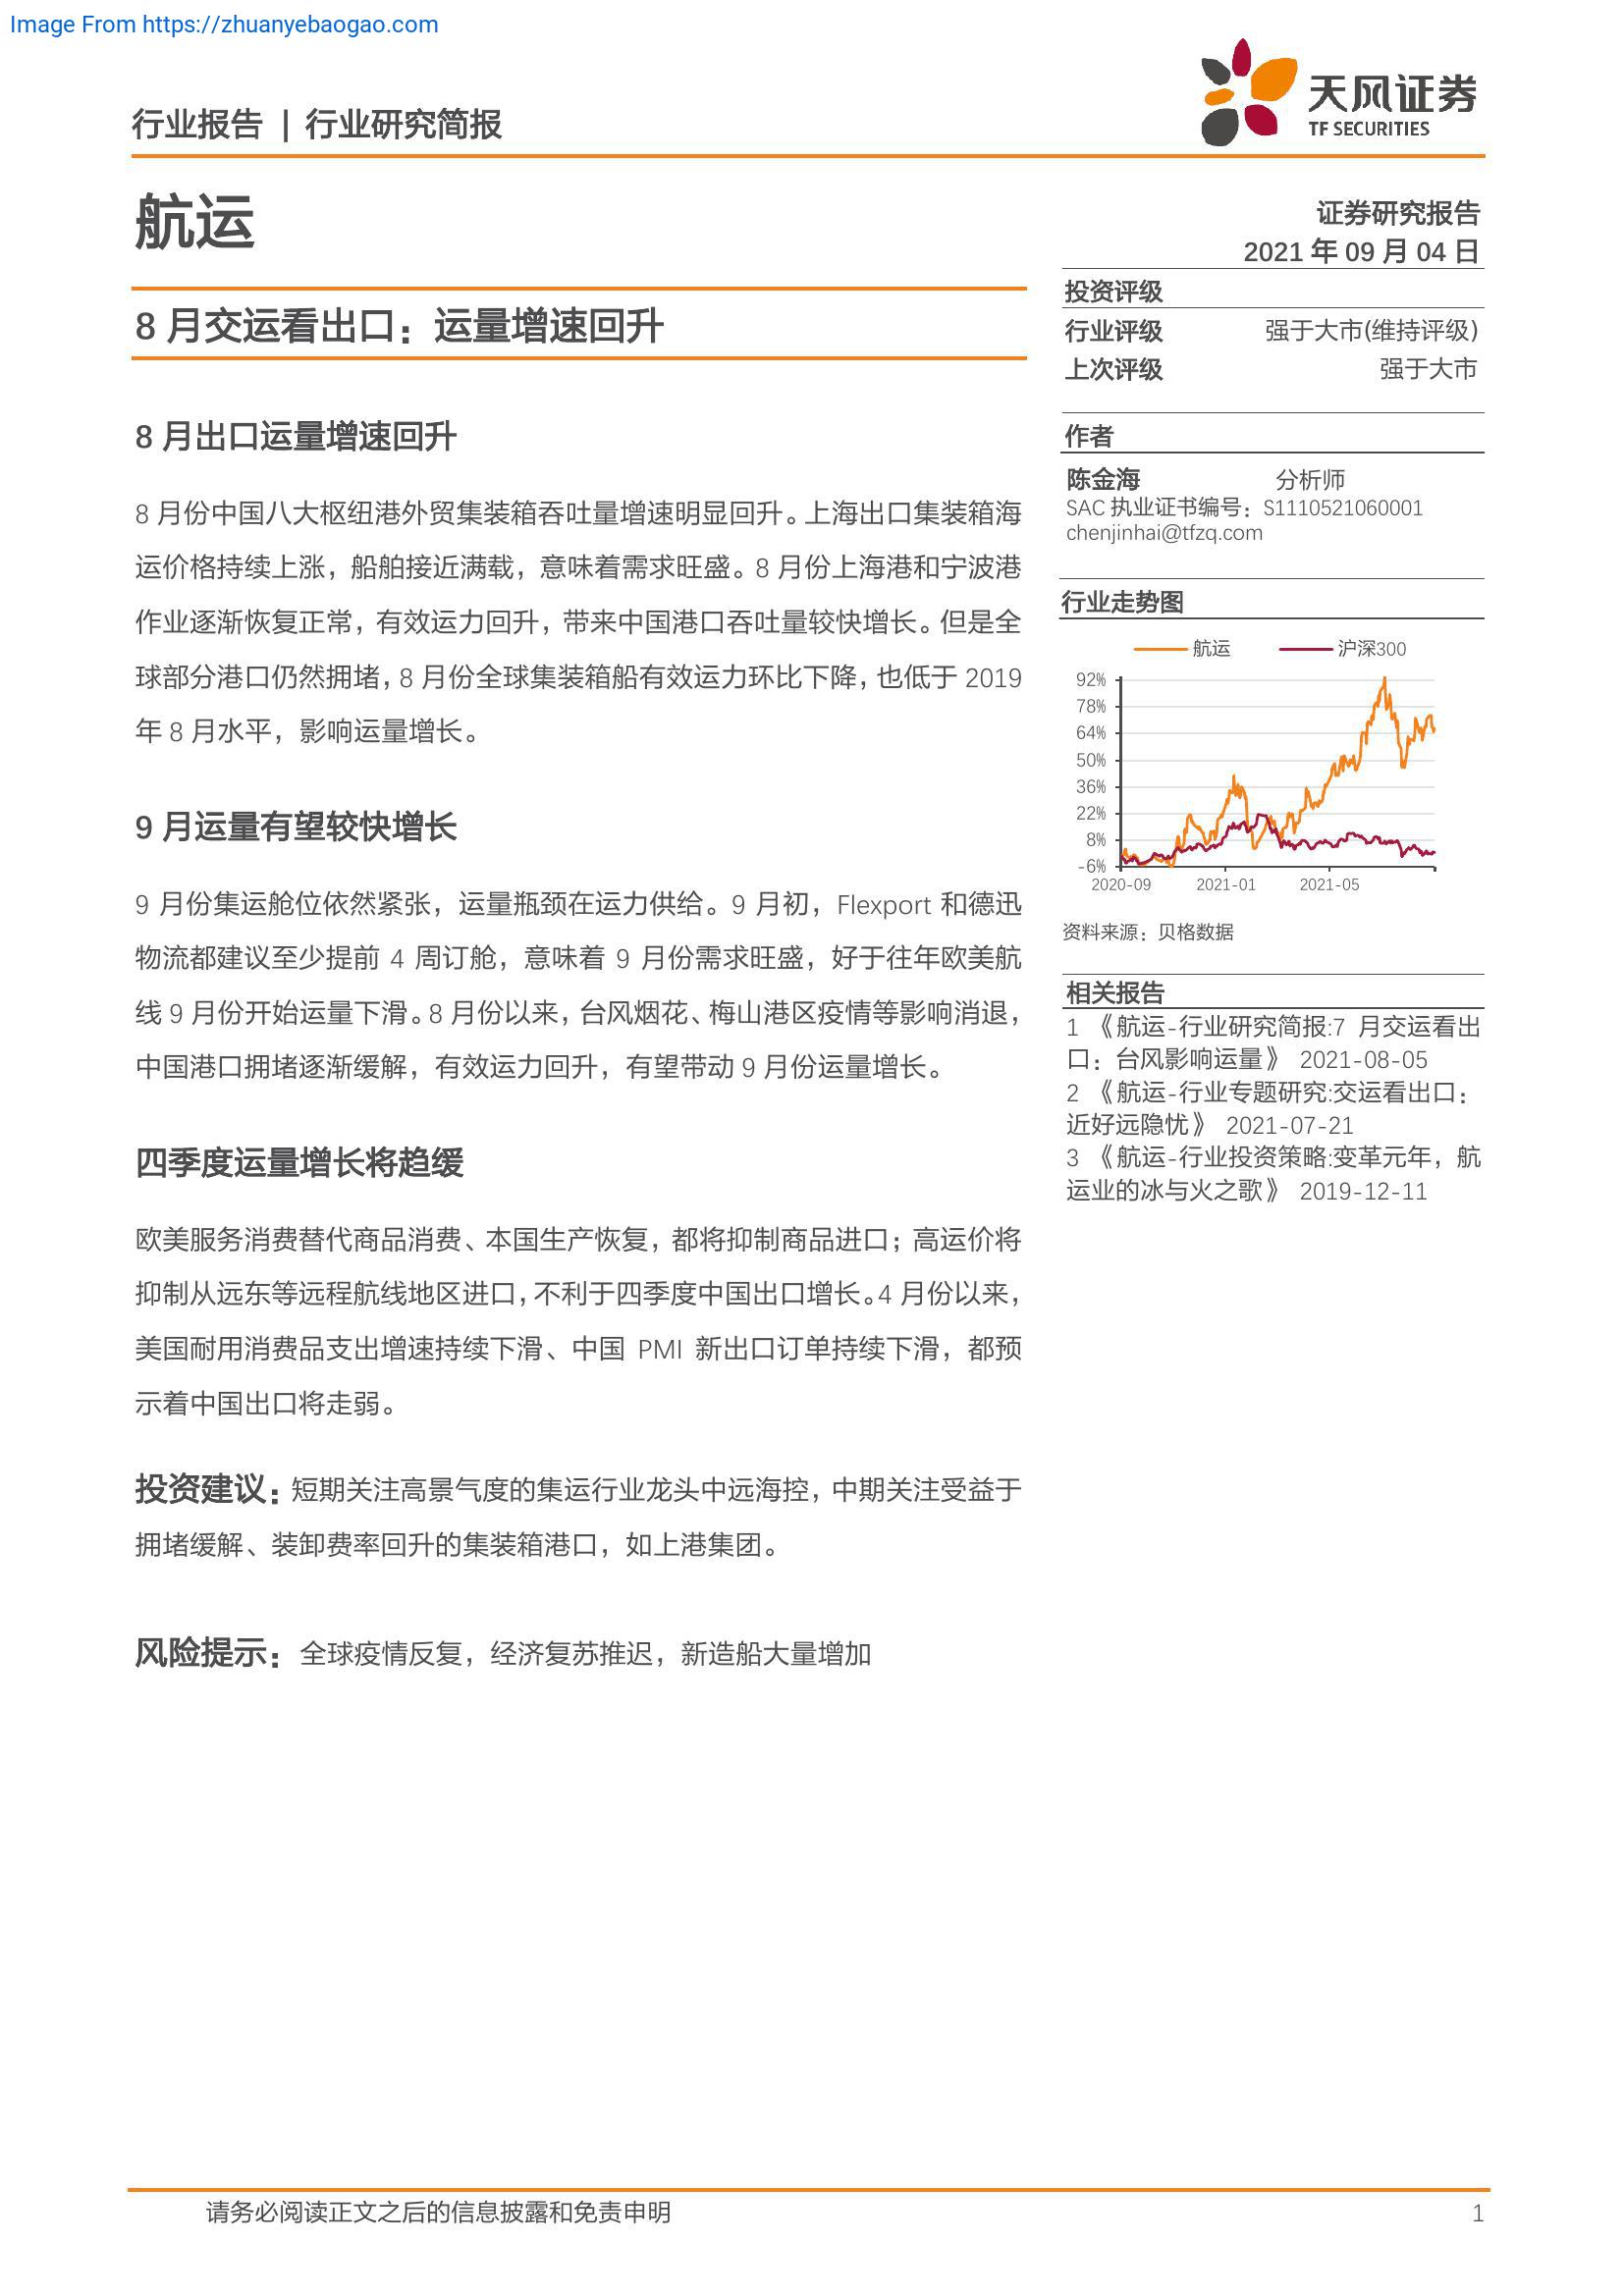 Image From https://zhuanyebaogao.com
行业报告 | 行业研究简报
天风证券
TF SECURITIES
航运
证券研究报告
2021 年 09 月 04 日
8 月交运看出口：运量增速回升
8 月出口运量增速回升
8 月份中国八大枢纽港外贸集装箱吞吐量增速明显回升。上海出口集装箱海
运价格持续上涨，船舶接近满载，意味着需求旺盛。8 月份上海港和宁波港
作业逐渐恢复正常，有效运力回升，带来中国港口吞吐量较快增长。但是全
球部分港口仍然拥堵，8 月份全球集装箱船有效运力环比下降，也低于 2019
年 8 月水平，影响运量增长。
9 月运量有望较快增长
9 月份集运舱位依然紧张，运量瓶颈在运力供给。9 月初，Flexport 和德迅
物流都建议至少提前 4 周订舱，意味着 9 月份需求旺盛，好于往年欧美航
线 9 月份开始运量下滑。8 月份以来，台风烟花、梅山港区疫情等影响消退，
中国港口拥堵逐渐缓解，有效运力回升，有望带动 9 月份运量增长。
四季度运量增长将趋缓
欧美服务消费替代商品消费、本国生产恢复，都将抑制商品进口；高运价将
抑制从远东等远程航线地区进口，不利于四季度中国出口增长。4 月份以来，
美国耐用消费品支出增速持续下滑、中国 PMI 新出口订单持续下滑，都预
示着中国出口将走弱。
投资建议：短期关注高景气度的集运行业龙头中远海控，中期关注受益于
拥堵缓解、装卸费率回升的集装箱港口，如上港集团。
风险提示：全球疫情反复，经济复苏推迟，新造船大量增加
投资评级
行业评级 强于大市(维持评级)
上次评级 强于大市
作者
陈金海 分析师
SAC 执业证书编号：S1110521060001
chenjinhai@tfzq.com
行业走势图
航运 沪深300
92%
78%
64%
50%
36%
22%
8%
-6%
2020-09 2021-01 2021-05
资料来源：贝格数据
相关报告
1 《航运-行业研究简报:7 月交运看出
口：台风影响运量》 2021-08-05
2 《航运-行业专题研究:交运看出口：
近好远隐忧》 2021-07-21
3 《航运-行业投资策略:变革元年，航
运业的冰与火之歌》 2019-12-11
请务必阅读正文之后的信息披露和免责申明 1